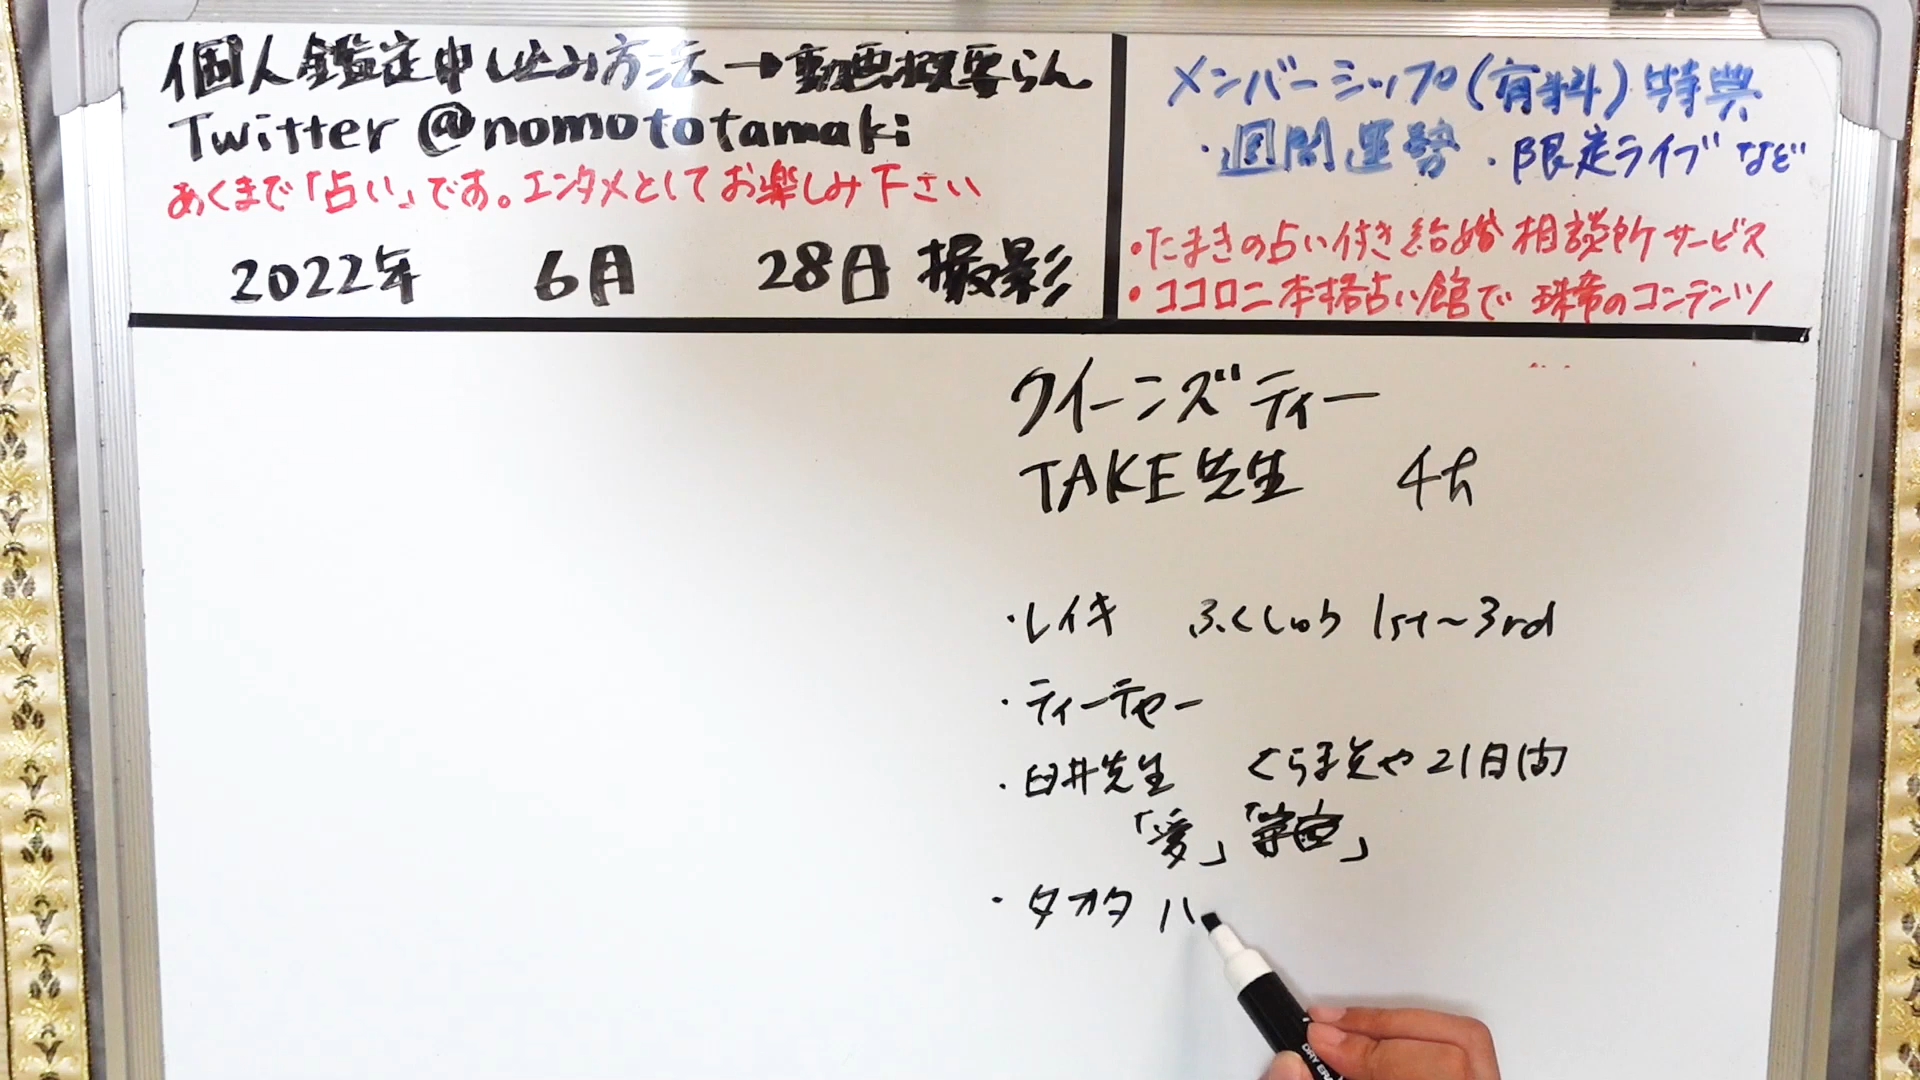 個人鑑定申し込み方法→動画概要らん
Twitter @nomototamaki
あくまで「占い」です。エンタメとしてお楽しみ下さい
2022年 6月 28日 撮影
メンバーシップ(有料)特典
・週間運勢 ・限定ライブなど
・たまきの占い付き結婚相談所サービス
・ココロニ本格占い館で 珠希のコンテンツ
クイーンズティー
TAKE先生 4th
・レイキ ふくしゅう 1st~3rd
・ティーチャー
・臼井先生 くらまてや 21日間
「愛」「宇宙」
・タオタ ハ
DRY ERA